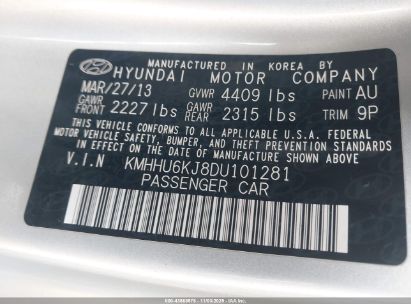 MANUFACTURED IN KOREA BY
HYUNDAI MOTOR COMPANY
MAR/27/13 GVWR 4409 lbs PAINT AU
GAWR FRONT 2227 lbs GAWR REAR 2315 lbs TRIM 9P
THIS VEHICLE CONFORMS TO ALL APPLICABLE U.S.A. FEDERAL
MOTOR VEHICLE SAFETY, BUMPER, AND THEFT PREVENTION STANDARDS
IN EFFECT ON THE DATE OF MANUFACTURE SHOWN ABOVE.
V.I.N KMHHU6KJ8DU101281
PASSENGER CAR